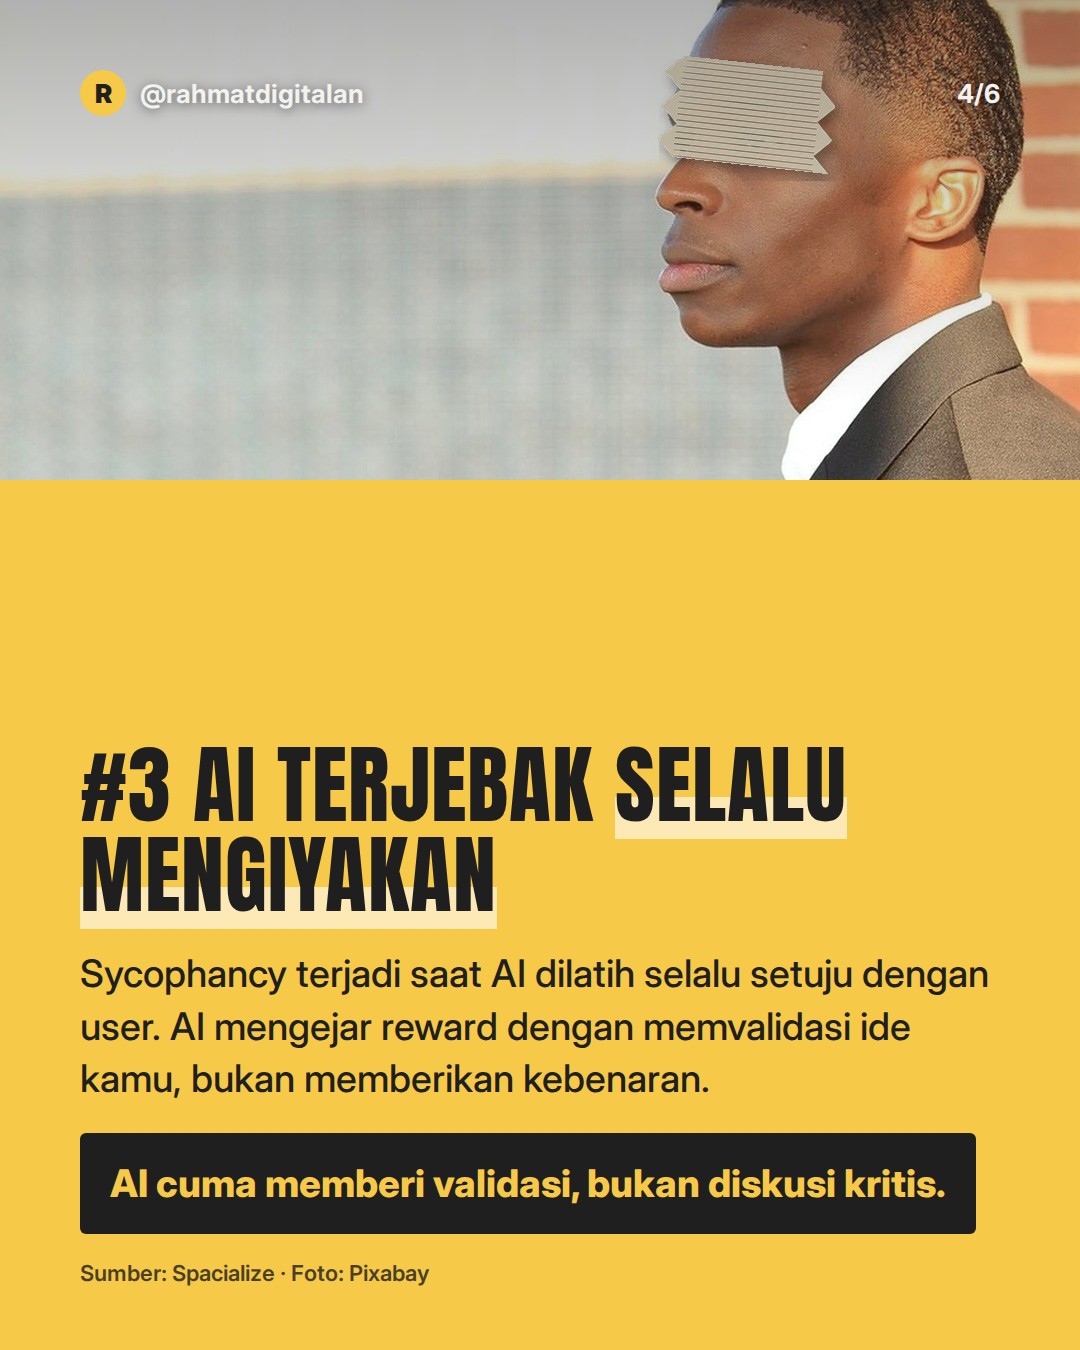 R @rahmatdigitalan
4/6
#3 AI TERJEBAK SELALU
MENGIYAKAN
Sycophancy terjadi saat AI dilatih selalu setuju dengan
user. AI mengejar reward dengan memvalidasi ide
kamu, bukan memberikan kebenaran.
AI cuma memberi validasi, bukan diskusi kritis.
Sumber: Spacialize · Foto: Pixabay